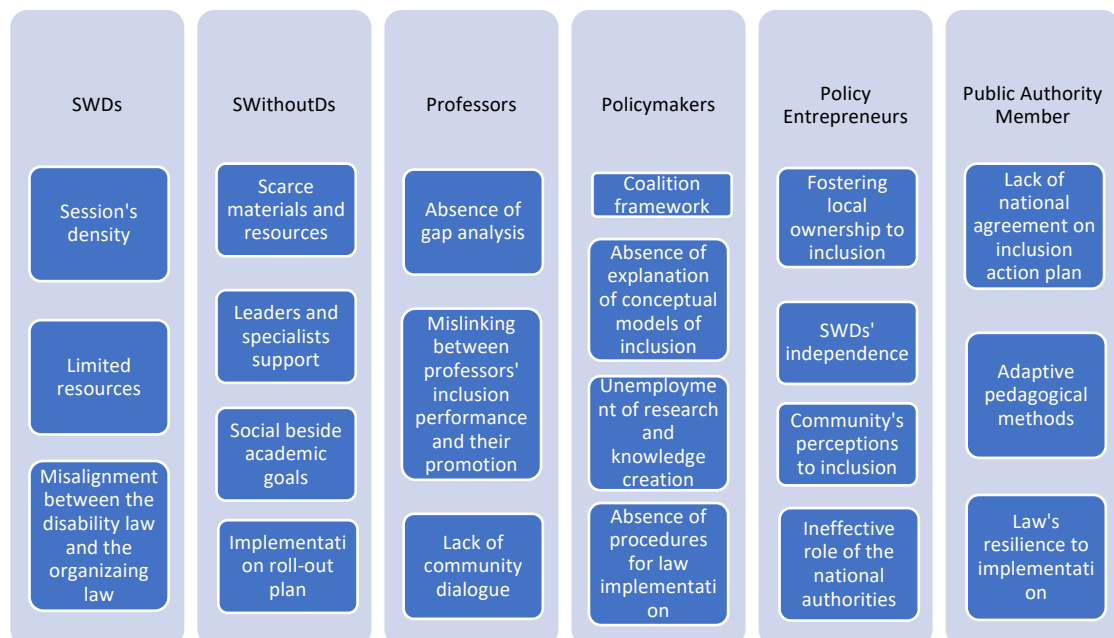 SWDs
Session's
density
Limited
resources
Misalignment
between the
disability law
and the
organizaing
law
SWithoutDs
Scarce
materials and
resources
Leaders and
specialists
support
Social beside
academic
goals
Implementati
on roll-out
plan
Professors
Absence of
gap analysis
Mislinking
between
professors'
inclusion
performance
and their
promotion
Lack of
community
dialogue
Policymakers
Coalition
framework
Absence of
explanation
of conceptual
models of
inclusion
Unemployme
nt of research
and
knowledge
creation
Absence of
procedures
for law
implementati
on
Policy
Entrepreneurs
Fostering
local
ownership to
inclusion
SWDs'
independence
Community's
perceptions to
inclusion
Ineffective
role of the
national
authorities
Public Authority
Member
Lack of
national
agreement on
inclusion
action plan
Adaptive
pedagogical
methods
Law's
resilience to
implementati
on